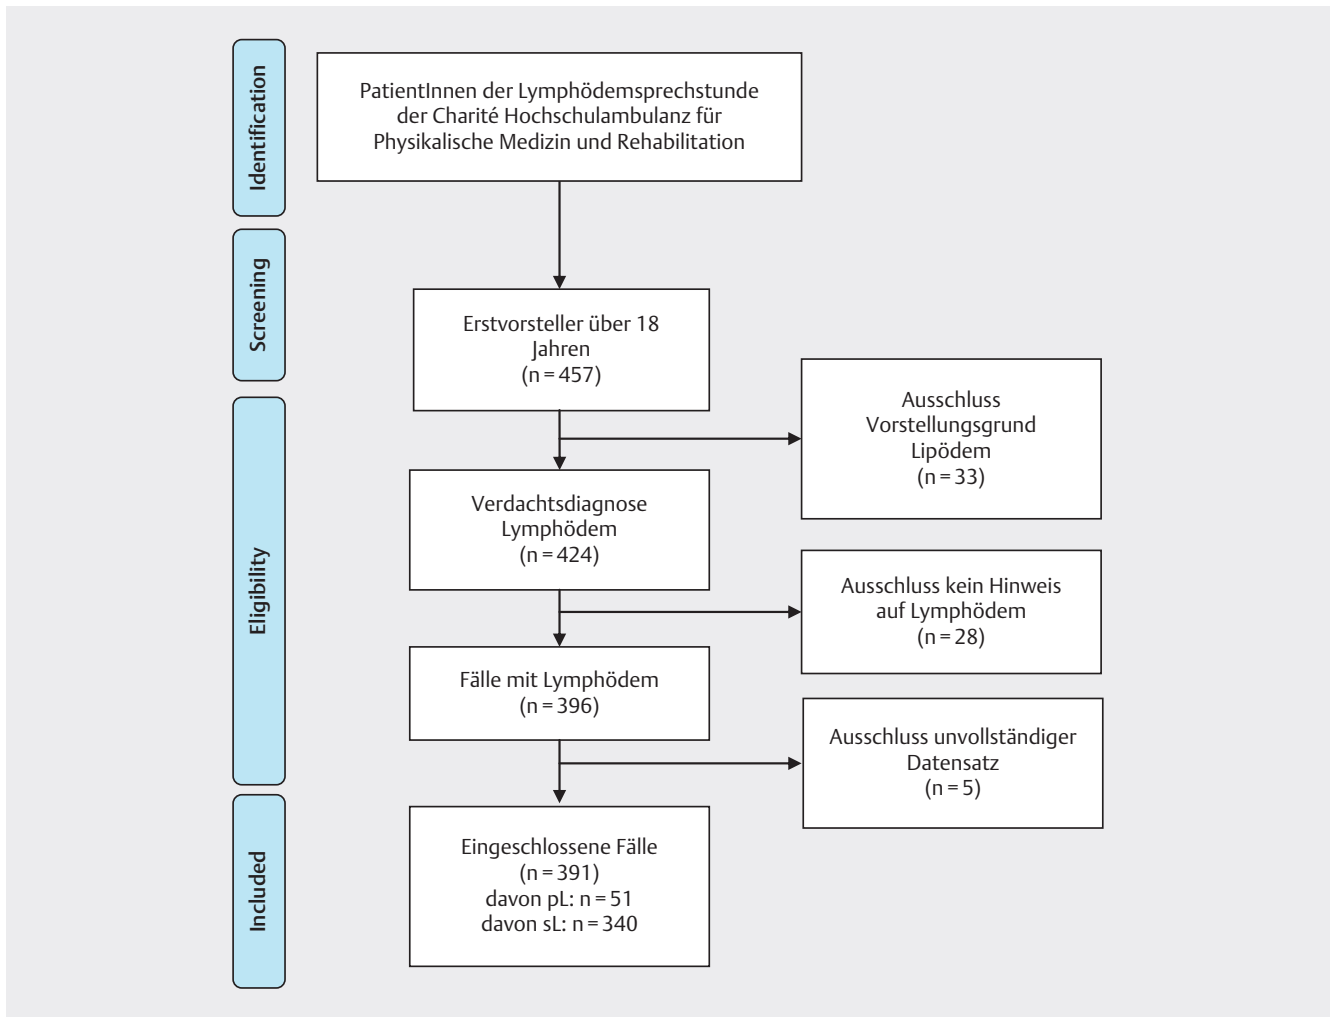 Identification
PatientInnen der Lymphödemsprechstunde
der Charité Hochschulambulanz für
Physikalische Medizin und Rehabilitation
Screening
Erstvorsteller über 18
Jahren
(n = 457)
Ausschluss
Vorstellungsgrund
Lipödem
(n = 33)
Eligibility
Verdachtsdiagnose
Lymphödem
(n = 424)
Ausschluss kein Hinweis
auf Lymphödem
(n = 28)
Fälle mit Lymphödem
(n = 396)
Ausschluss unvollständiger
Datensatz
(n = 5)
Included
Eingeschlossene Fälle
(n = 391)
davon pL: n = 51
davon sL: n = 340